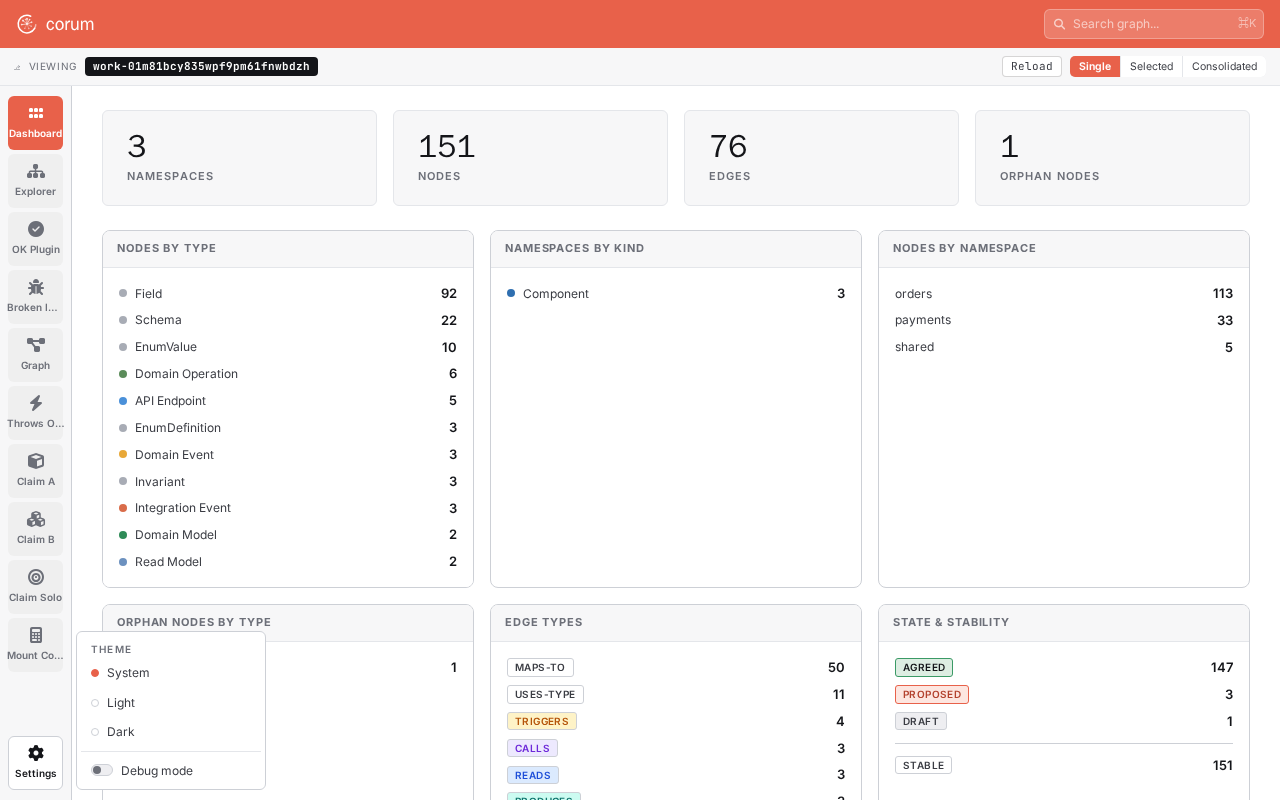 corum
Search graph...
⌘K
VIEWING
work-01m81bcy835wpf9pm61fnwbdzh
Reload
Single
Selected
Consolidated
Dashboard
Explorer
OK Plugin
Broken I...
Graph
Throws O...
Claim A
Claim B
Claim Solo
Mount Co...
Settings
3
NAMESPACES
151
NODES
76
EDGES
1
ORPHAN NODES
NODES BY TYPE
Field 92
Schema 22
EnumValue 10
Domain Operation 6
API Endpoint 5
EnumDefinition 3
Domain Event 3
Invariant 3
Integration Event 3
Domain Model 2
Read Model 2
NAMESPACES BY KIND
Component 3
NODES BY NAMESPACE
orders 113
payments 33
shared 5
ORPHAN NODES BY TYPE
1
THEME
System
Light
Dark
Debug mode
EDGE TYPES
MAPS-TO 50
USES-TYPE 11
TRIGGERS 4
CALLS 3
READS 3
STATE & STABILITY
AGREED 147
PROPOSED 3
DRAFT 1
STABLE 151